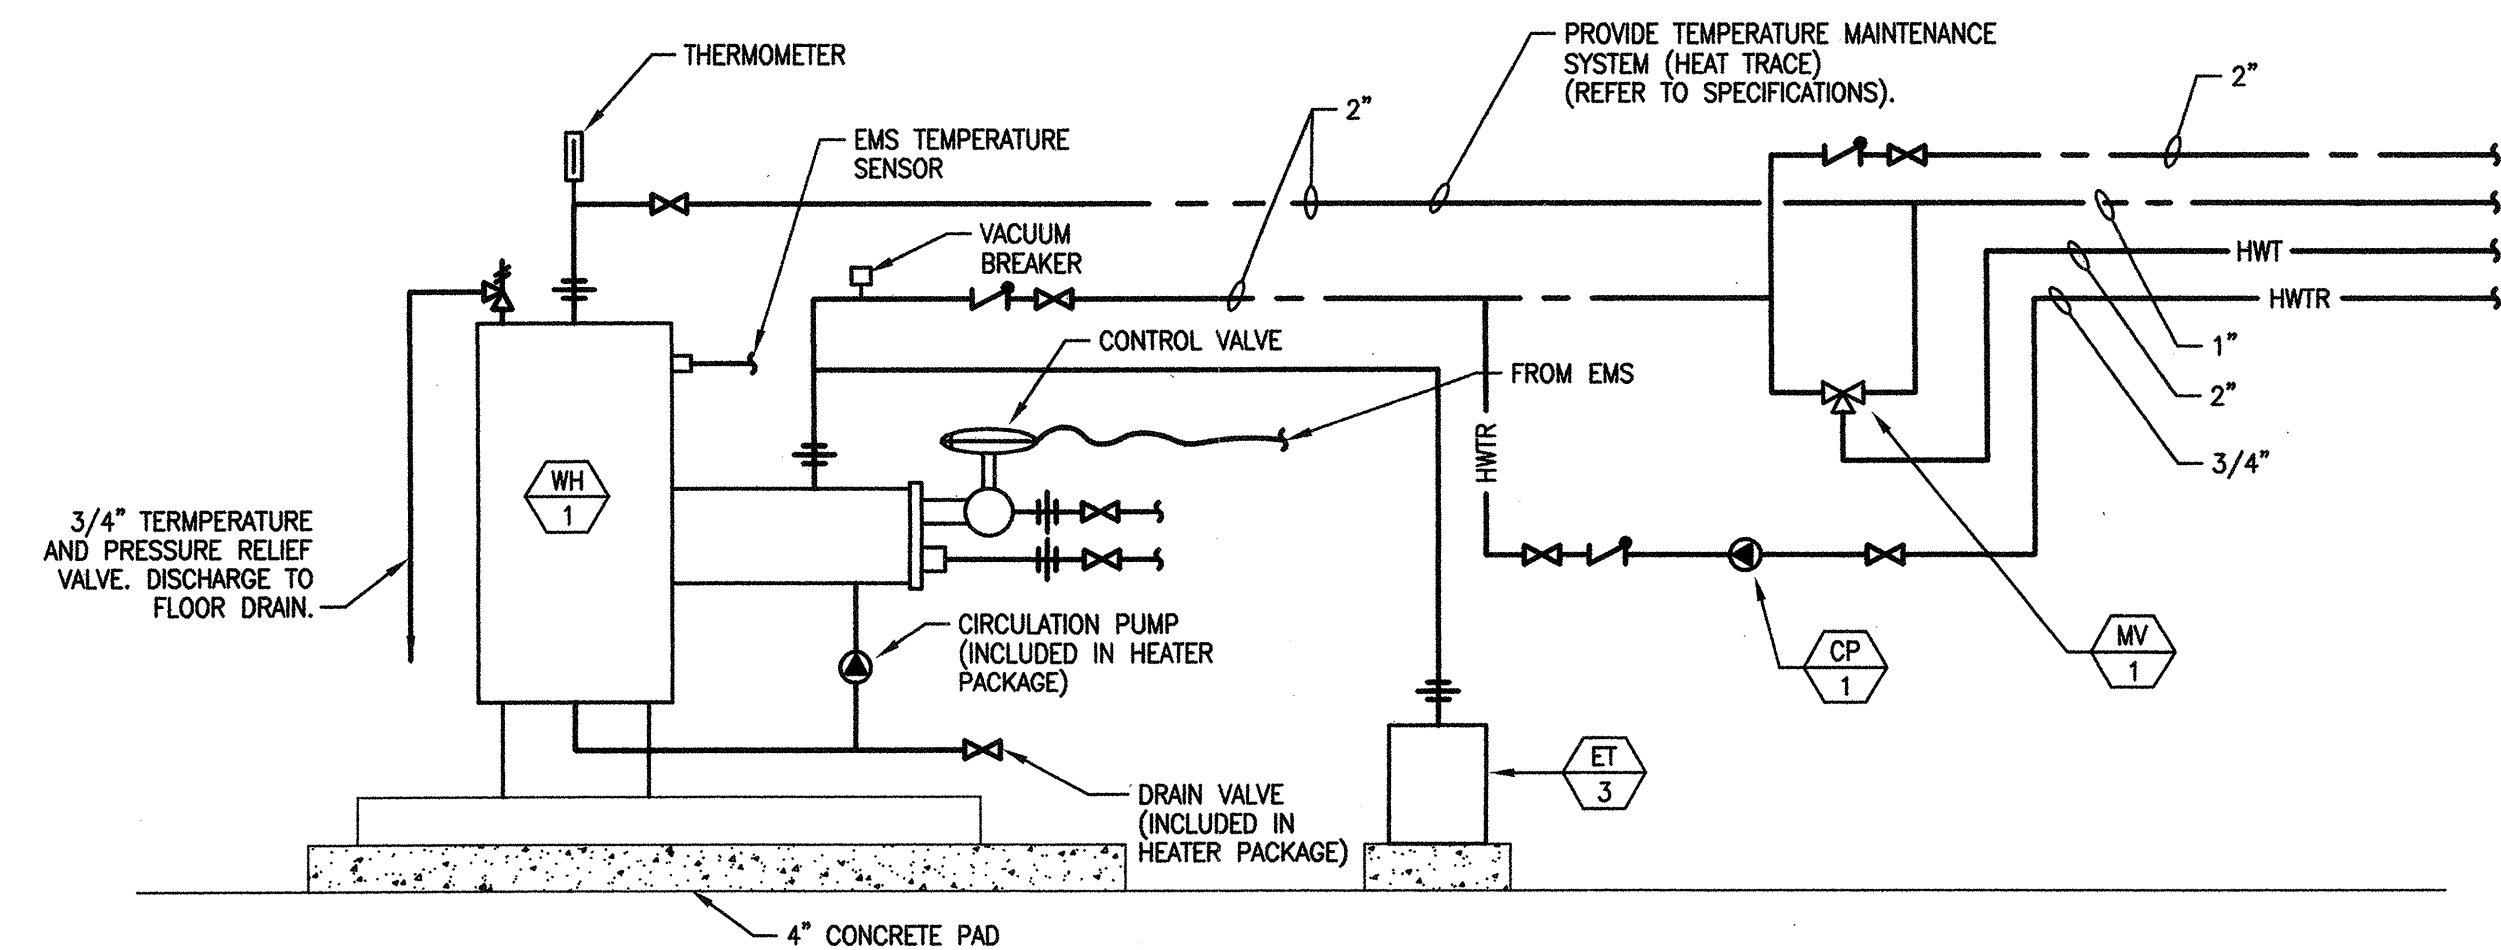 PROVIDE TEMPERATURE MAINTENANCE
SYSTEM (HEAT TRACE)
(REFER TO SPECIFICATIONS).
THERMOMETER
2"
2"
EMS TEMPERATURE
SENSOR
VACUUM
BREAKER
HWT
HWTR
CONTROL VALVE
1"
FROM EMS
2"
HWTR
3/4"
WH
1
3/4" TERMPERATURE
AND PRESSURE RELIEF
VALVE. DISCHARGE TO
FLOOR DRAIN.
CIRCULATION PUMP
(INCLUDED IN HEATER
PACKAGE)
CP
1
MV
1
ET
3
DRAIN VALVE
(INCLUDED IN
HEATER PACKAGE)
4" CONCRETE PAD